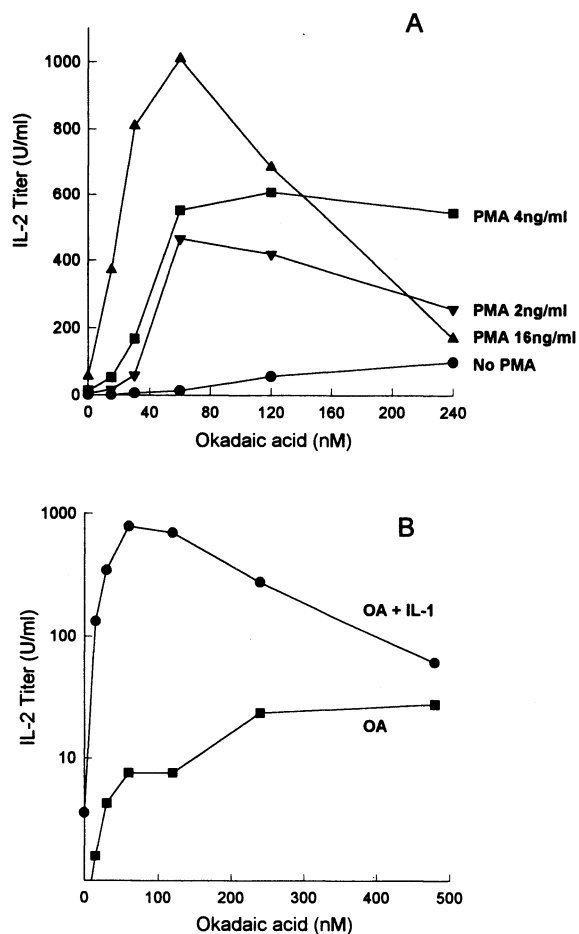 A
1000
800
600
400
200
0
IL-2 Titer (U/ml)
PMA 4ng/ml
PMA 2ng/ml
PMA 16ng/ml
No PMA
0 40 80 120 160 200 240
Okadaic acid (nM)
B
1000
100
10
IL-2 Titer (U/ml)
OA + IL-1
OA
0 100 200 300 400 500
Okadaic acid (nM)